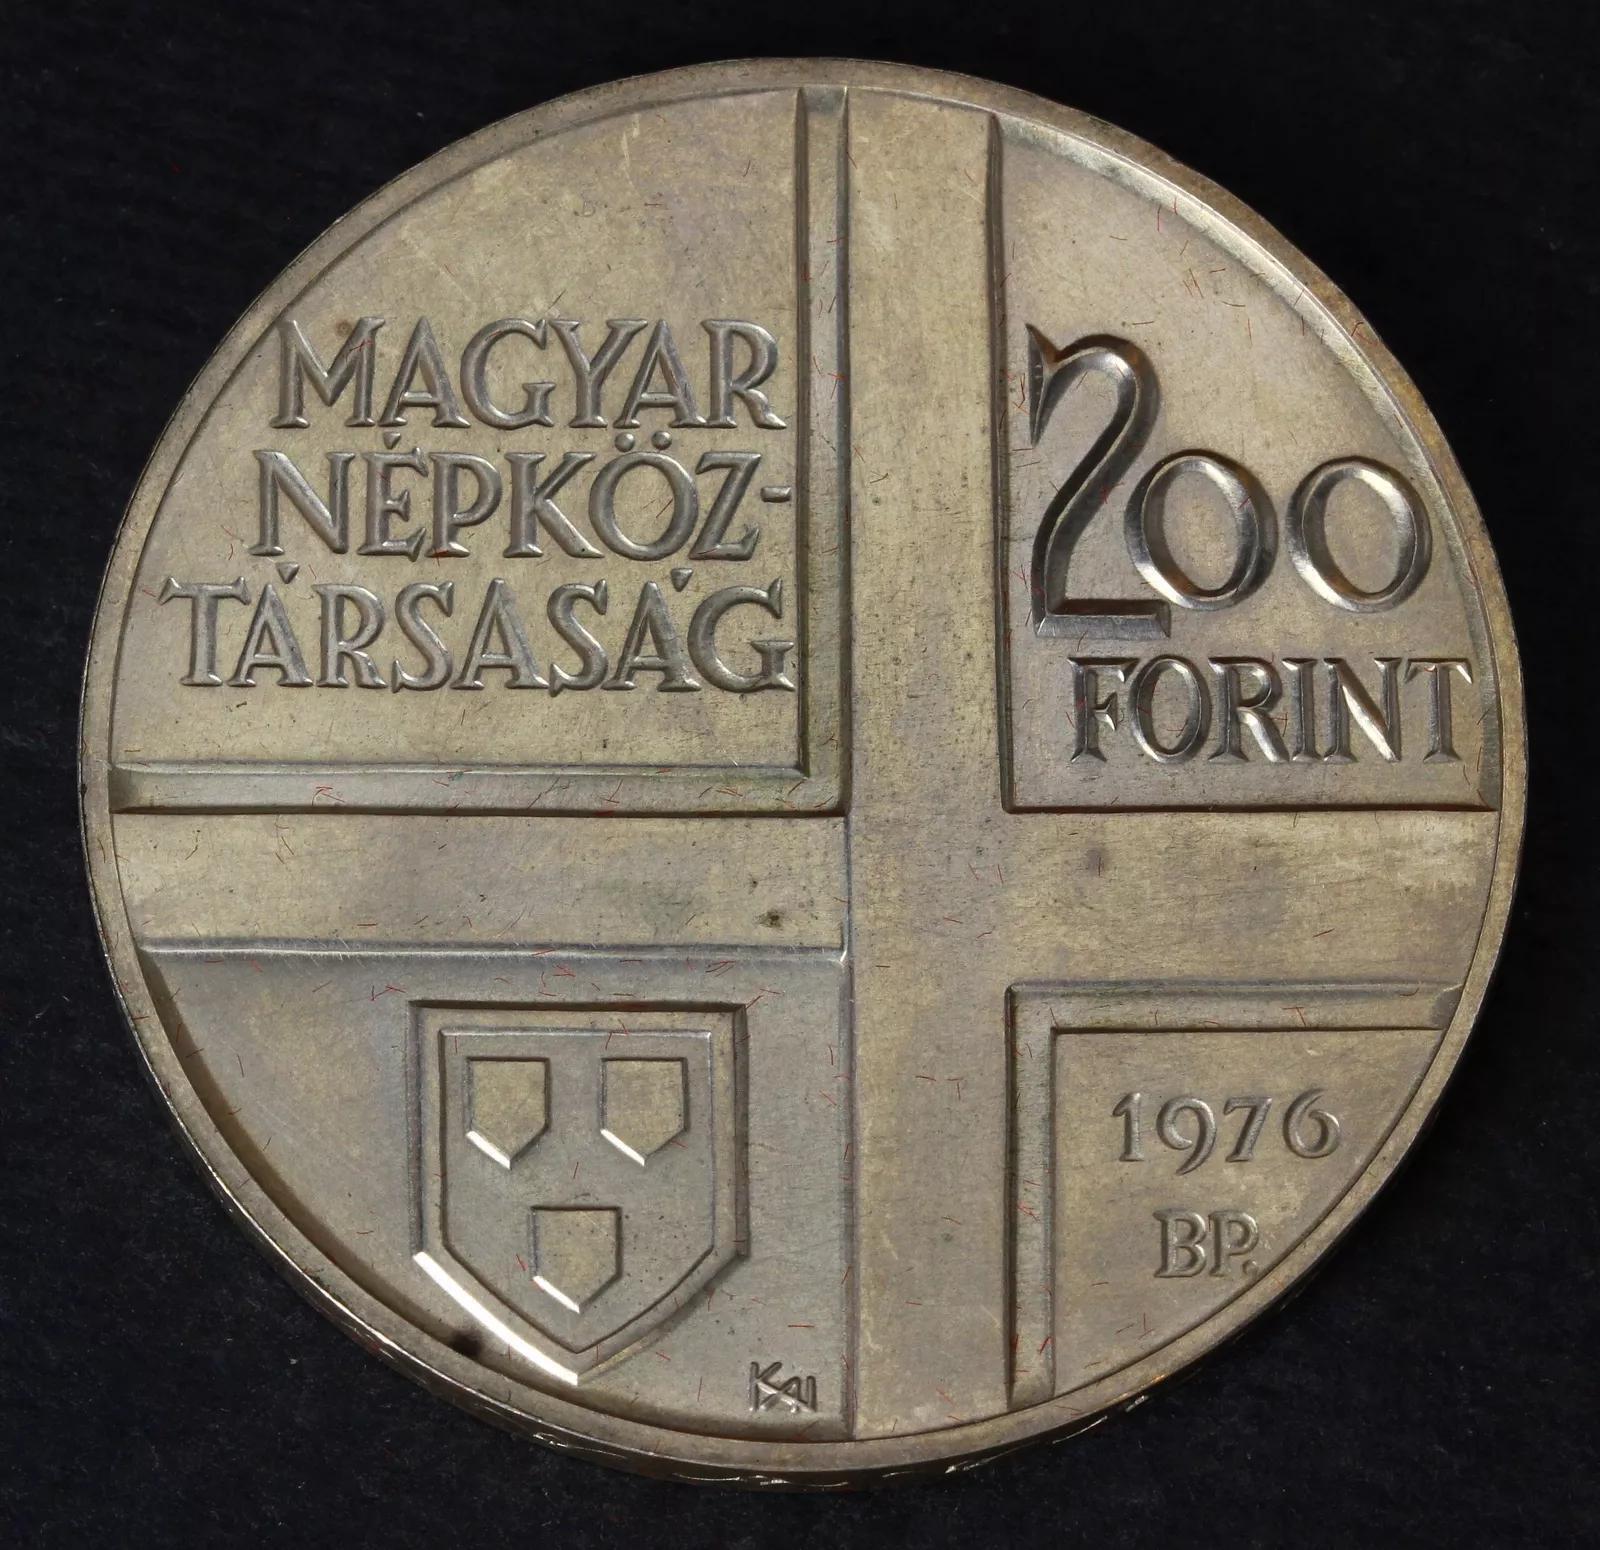 MAGYAR
NÉPKÖZ-
TÁRSASÁG
200
FORINT
1976
BP.